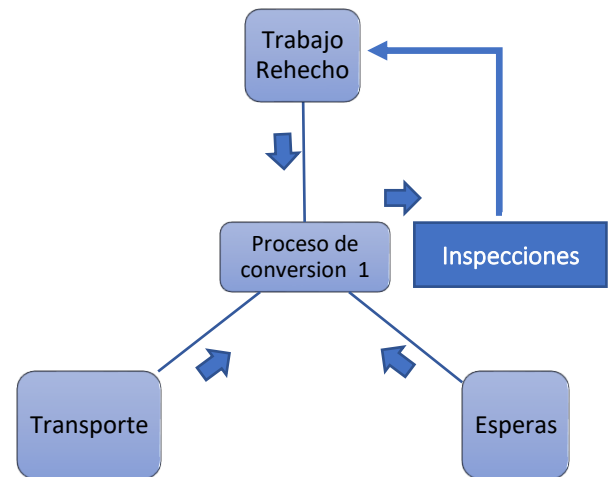 Trabajo
Rehecho
Proceso de
conversion 1
Inspecciones
Transporte
Esperas